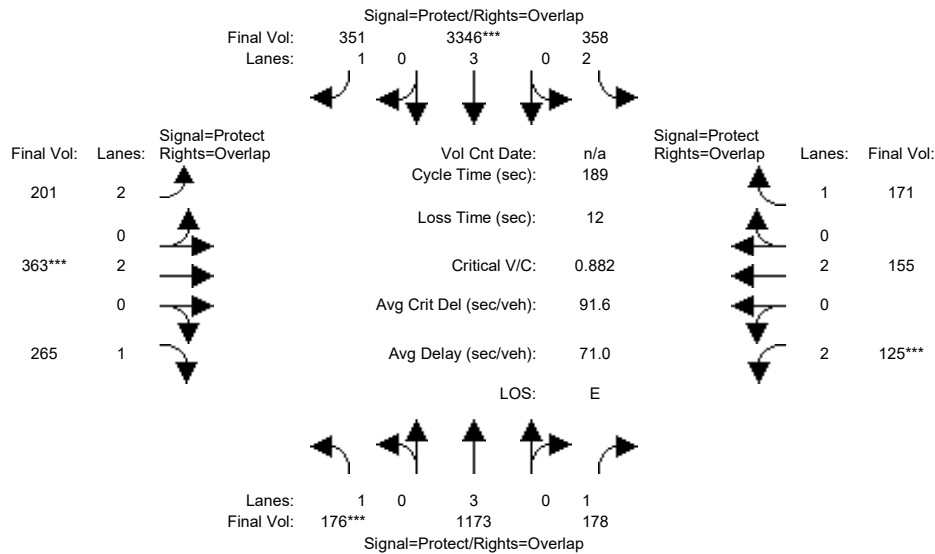 Signal=Protect/Rights=Overlap
Final Vol: 351 3346*** 358
Lanes: 1 0 3 0 2
Signal=Protect Signal=Protect
Final Vol: Lanes: Rights=Overlap Vol Cnt Date: n/a Rights=Overlap Lanes: Final Vol:
Cycle Time (sec): 189
201 2 1 171
Loss Time (sec): 12
0 0
363*** 2 Critical V/C: 0.882 2 155
0 Avg Crit Del (sec/veh): 91.6 0
265 1 Avg Delay (sec/veh): 71.0 2 125***
LOS: E
Lanes: 1 0 3 0 1
Final Vol: 176*** 1173 178
Signal=Protect/Rights=Overlap